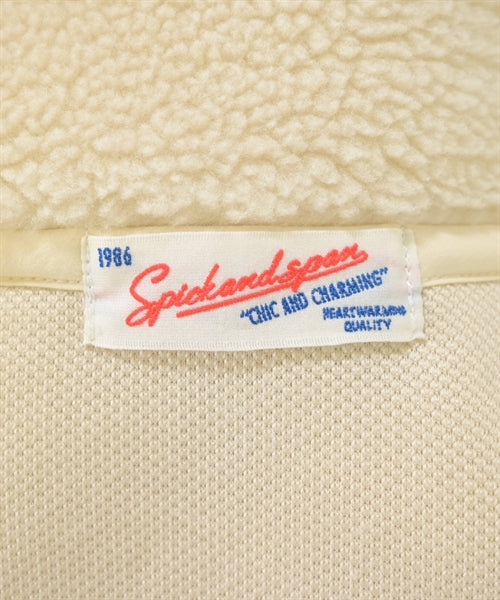 1986
Spickandspan
"CHIC AND CHARMING"
HEARTWARMING
QUALITY